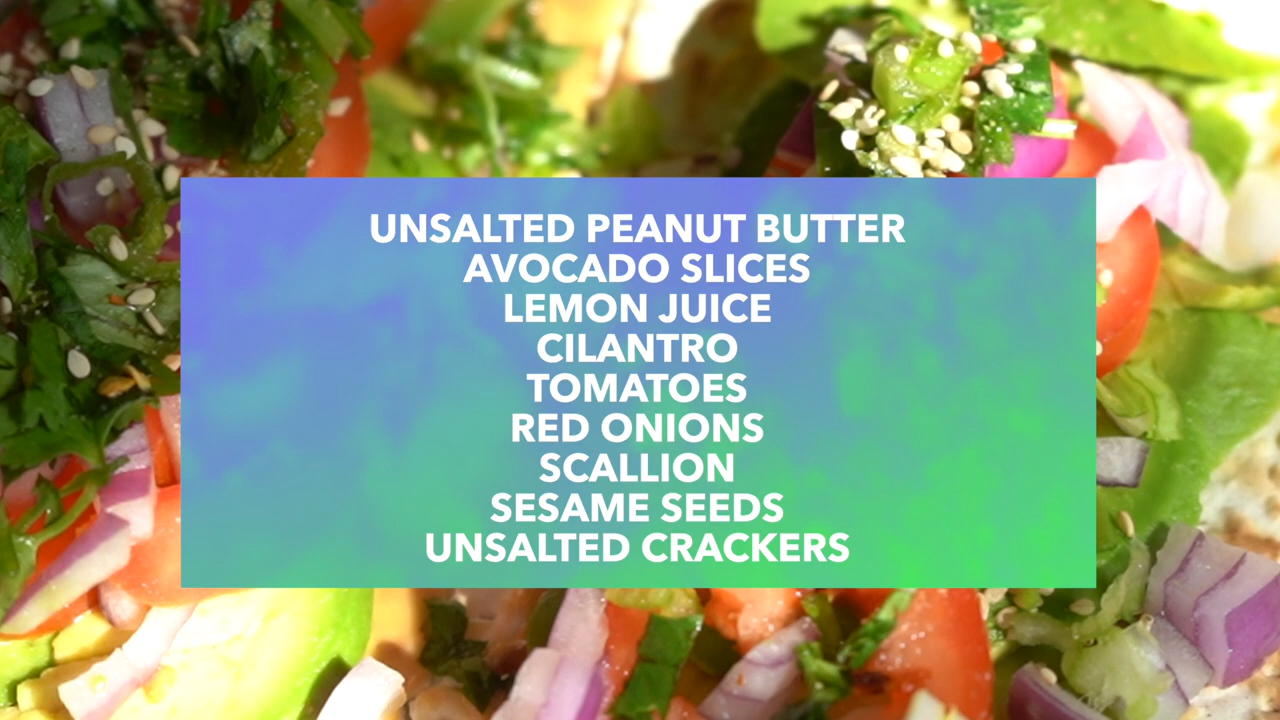 UNSALTED PEANUT BUTTER
AVOCADO SLICES
LEMON JUICE
CILANTRO
TOMATOES
RED ONIONS
SCALLION
SESAME SEEDS
UNSALTED CRACKERS